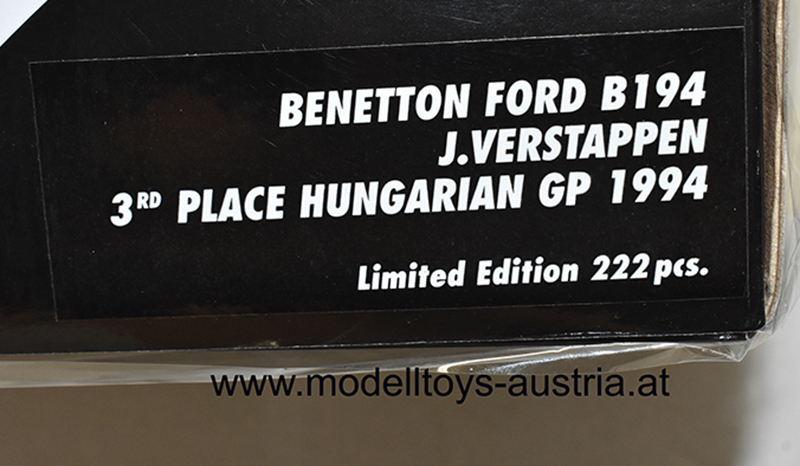 BENETTON FORD B194
J.VERSTAPPEN
3RD PLACE HUNGARIAN GP 1994
Limited Edition 222 pcs.
www.modelltoys-austria.at